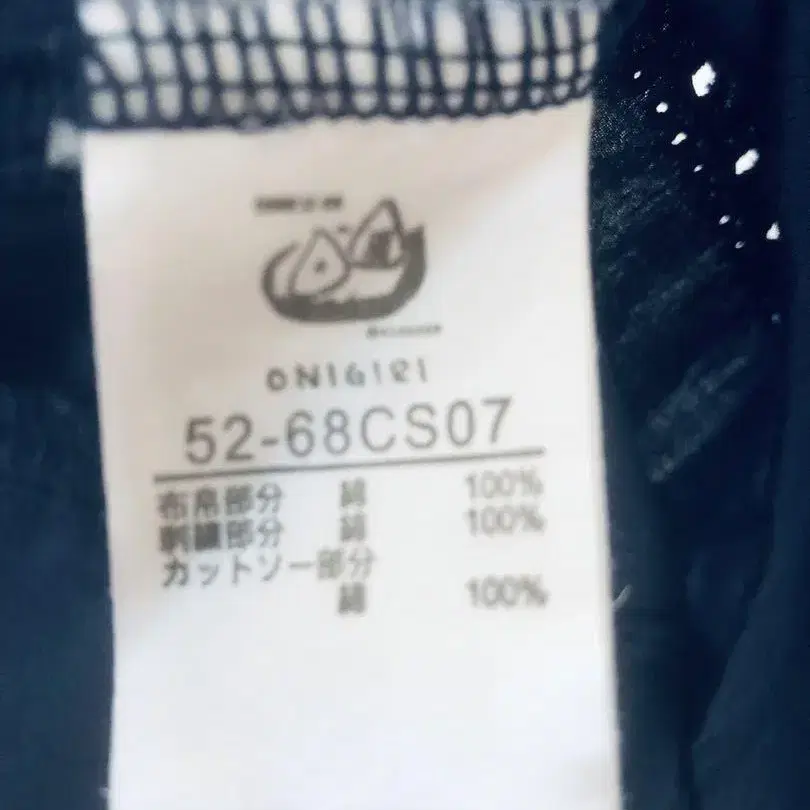 52-68CS07
布帛部分 綿 100%
刺繍部分 綿 100%
カットソー部分
綿 100%